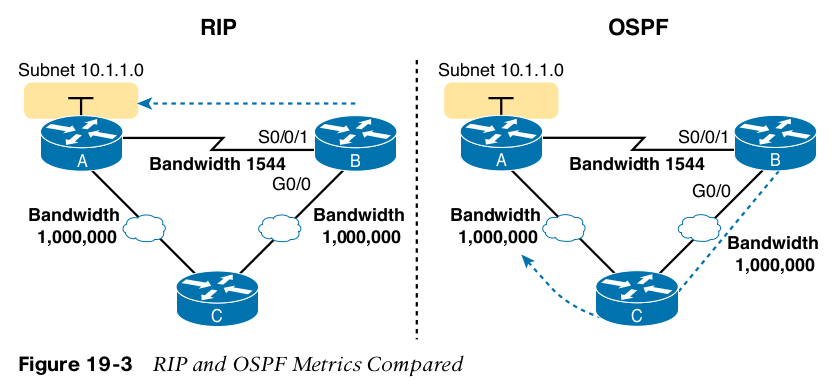 RIP
Subnet 10.1.1.0
S0/0/1
A
B
Bandwidth 1544
G0/0
Bandwidth
1,000,000
Bandwidth
1,000,000
C
OSPF
Subnet 10.1.1.0
S0/0/1
A
B
Bandwidth 1544
G0/0
Bandwidth
1,000,000
Bandwidth
1,000,000
C
Figure 19-3 RIP and OSPF Metrics Compared